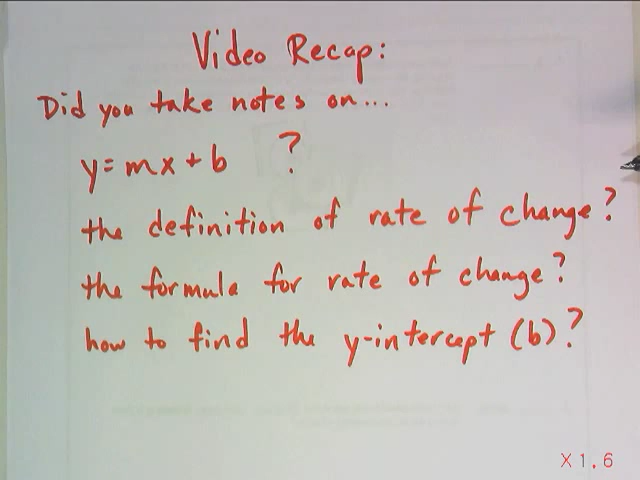 Video Recap:
Did you take notes on...
y=mx+b ?
the definition of rate of change?
the formula for rate of change?
how to find the y-intercept (b)?
X1.6